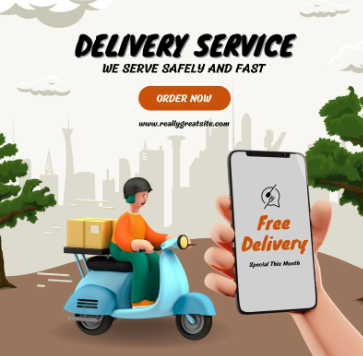 DELIVERY SERVICE
WE SERVE SAFELY AND FAST
ORDER NOW
www.reallygreatsite.com
Free
Delivery
Special This Month